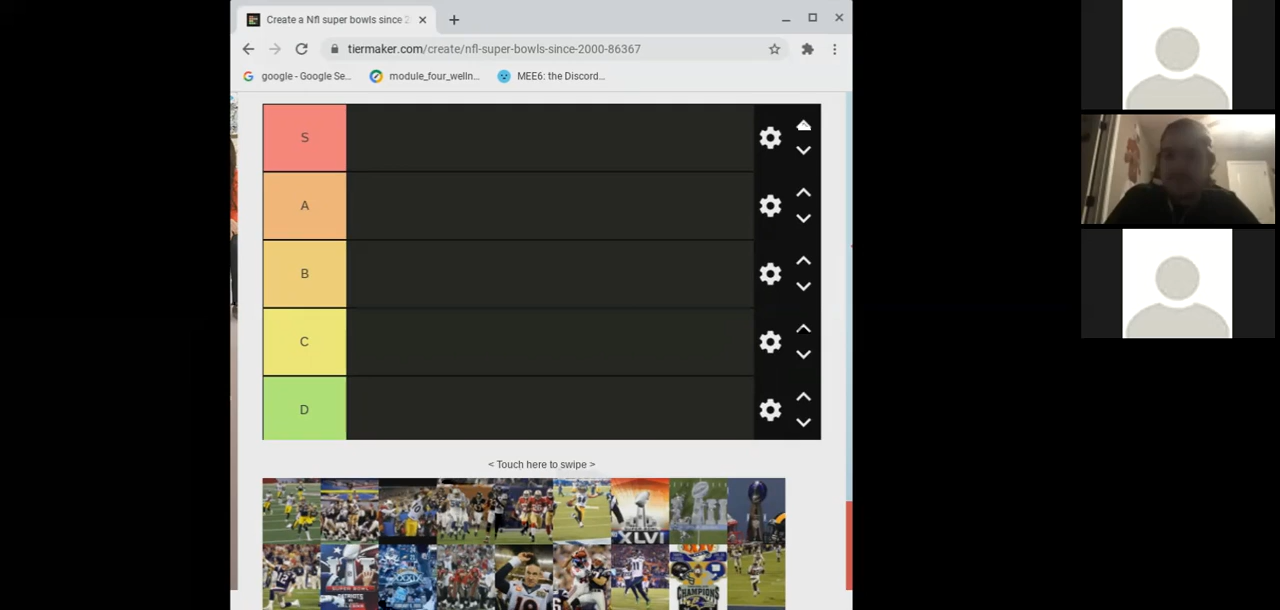 Create a Nfl super bowls since 2
tiermaker.com/create/nfl-super-bowls-since-2000-86367
google - Google Se...
module_four_welln...
MEE6: the Discord...
S
A
B
C
D
< Touch here to swipe >
XLVI
CHAMPIONS